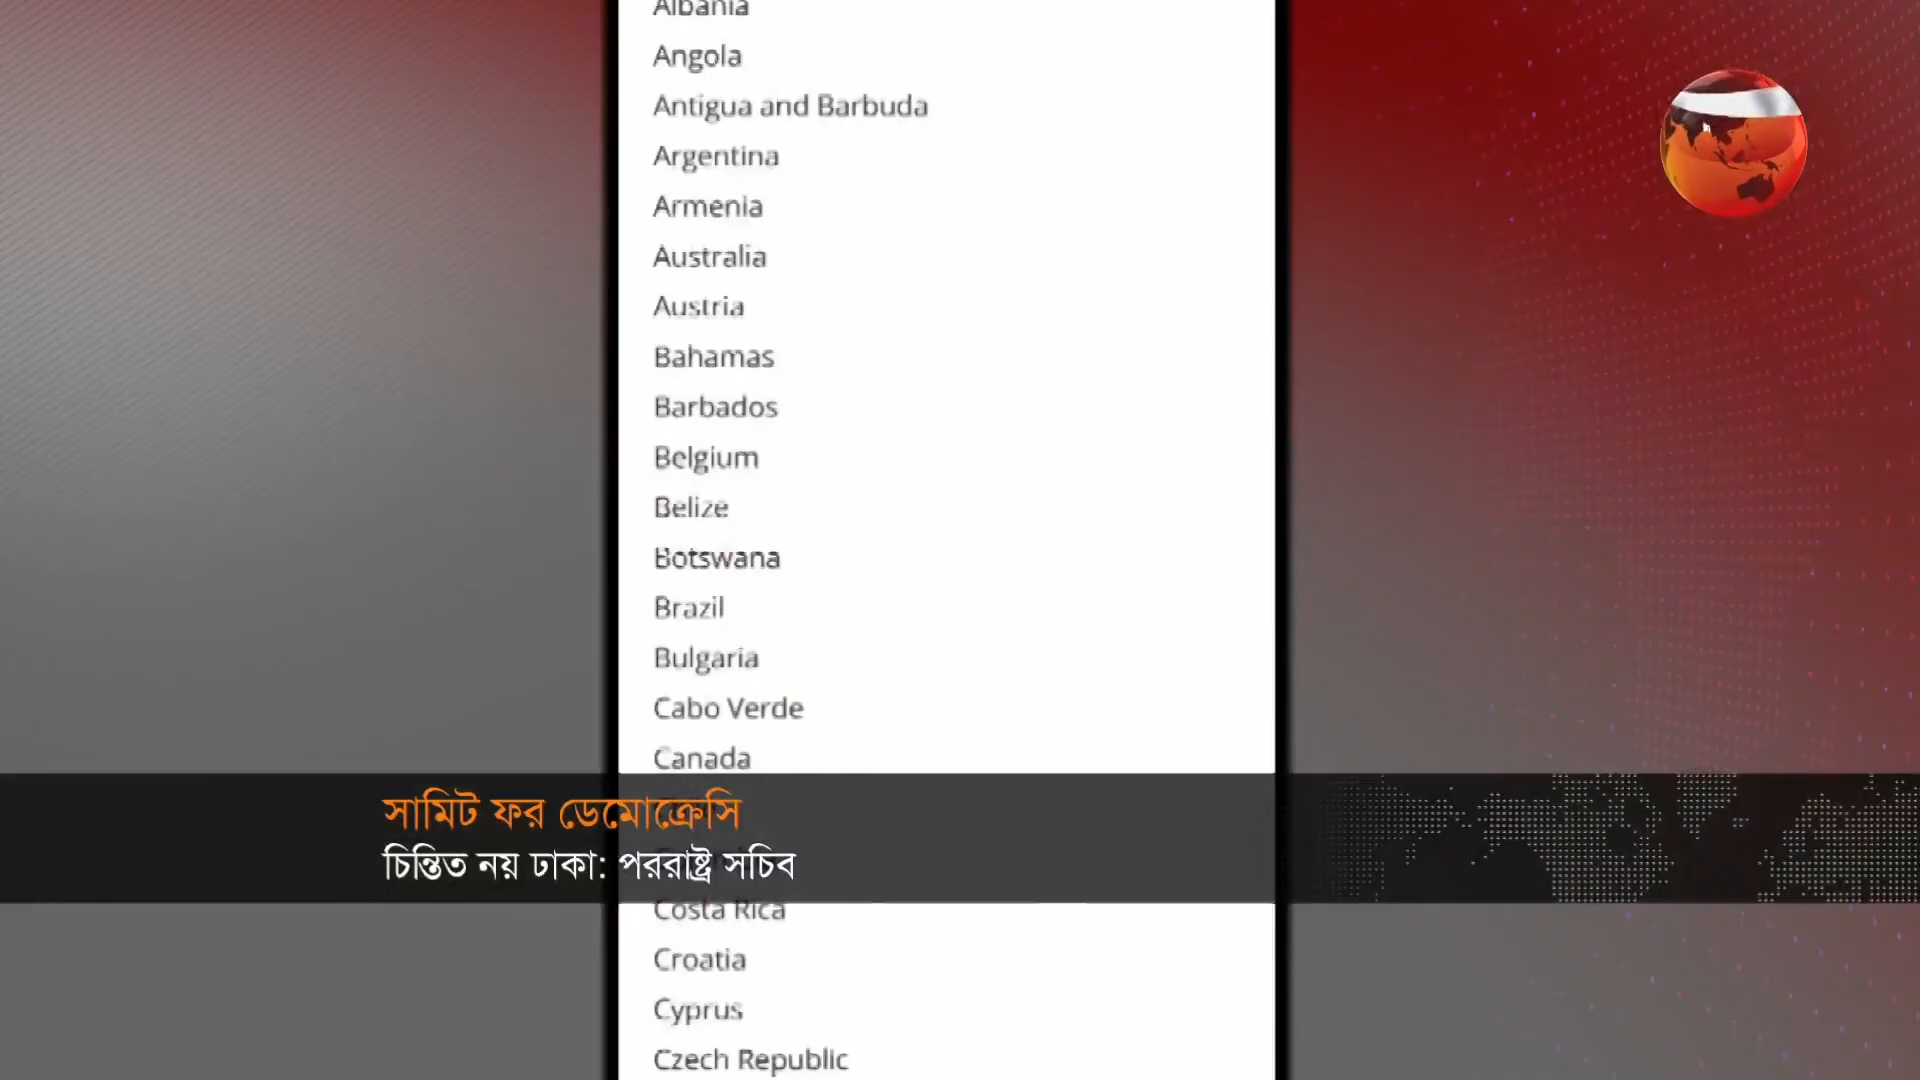 Albania
Angola
Antigua and Barbuda
Argentina
Armenia
Australia
Austria
Bahamas
Barbados
Belgium
Belize
Botswana
Brazil
Bulgaria
Cabo Verde
Canada
সামিট ফর ডেমোক্রেসি
চিন্তিত নয় ঢাকা: পররাষ্ট্র সচিব
Costa Rica
Croatia
Cyprus
Czech Republic